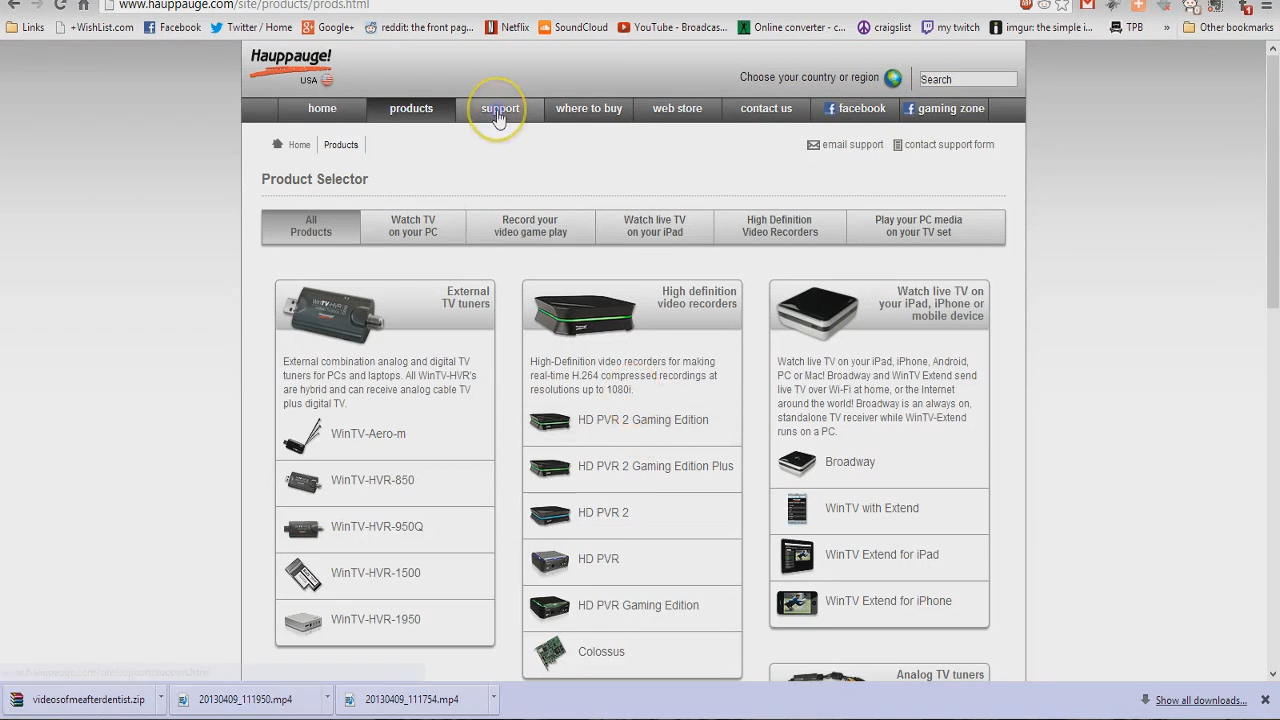 www.hauppauge.com/site/products/prods.html
Links +WishList.com Facebook Twitter / Home Google+ reddit: the front pag... Netflix SoundCloud YouTube - Broadcas... Online converter - c... craigslist my twitch imgur: the simple i... TPB » Other bookmarks
Hauppauge!
USA
Choose your country or region
Search
home products support where to buy web store contact us facebook gaming zone
Home Products
email support contact support form
Product Selector
All
Products
Watch TV
on your PC
Record your
video game play
Watch live TV
on your iPad
High Definition
Video Recorders
Play your PC media
on your TV set
External
TV tuners
External combination analog and digital TV
tuners for PCs and laptops. All WinTV-HVR's
are hybrid and can receive analog cable TV
plus digital TV.
WinTV-Aero-m
WinTV-HVR-850
WinTV-HVR-950Q
WinTV-HVR-1500
WinTV-HVR-1950
High definition
video recorders
High-Definition video recorders for making
real-time H.264 compressed recordings at
resolutions up to 1080i.
HD PVR 2 Gaming Edition
HD PVR 2 Gaming Edition Plus
HD PVR 2
HD PVR
HD PVR Gaming Edition
Colossus
Watch live TV on
your iPad, iPhone or
mobile device
Watch live TV on your iPad, iPhone, Android,
PC or Mac! Broadway and WinTV Extend send
live TV over Wi-Fi at home, or the Internet
around the world! Broadway is an always on,
standalone TV receiver while WinTV-Extend
runs on a PC.
Broadway
WinTV with Extend
WinTV Extend for iPad
WinTV Extend for iPhone
Analog TV tuners
videosofmeafterdentist.zip 20130409_111950.mp4 20130409_111754.mp4 Show all downloads...